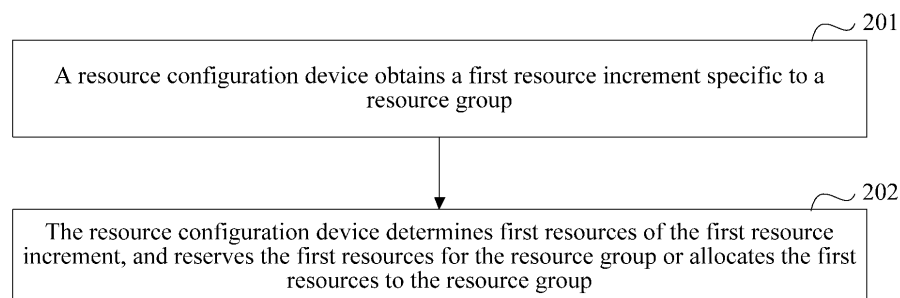 201
A resource configuration device obtains a first resource increment specific to a
resource group
202
The resource configuration device determines first resources of the first resource
increment, and reserves the first resources for the resource group or allocates the first
resources to the resource group